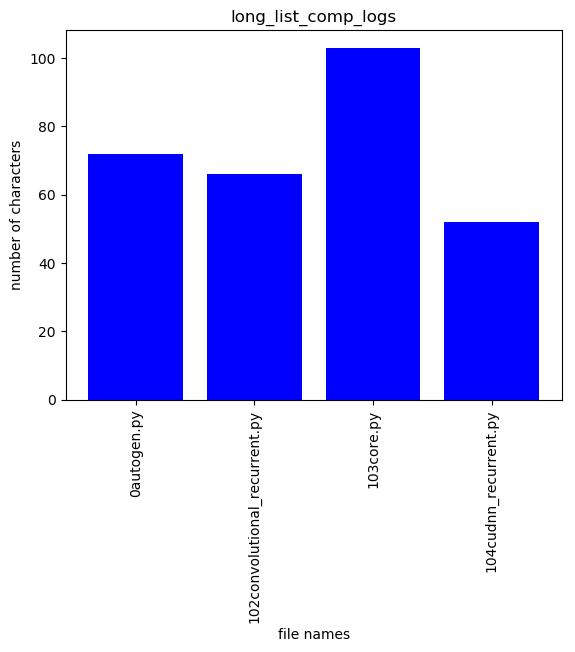 long_list_comp_logs
number of characters
100
80
60
40
20
0
0autogen.py
102convolutional_recurrent.py
103core.py
104cudnn_recurrent.py
file names